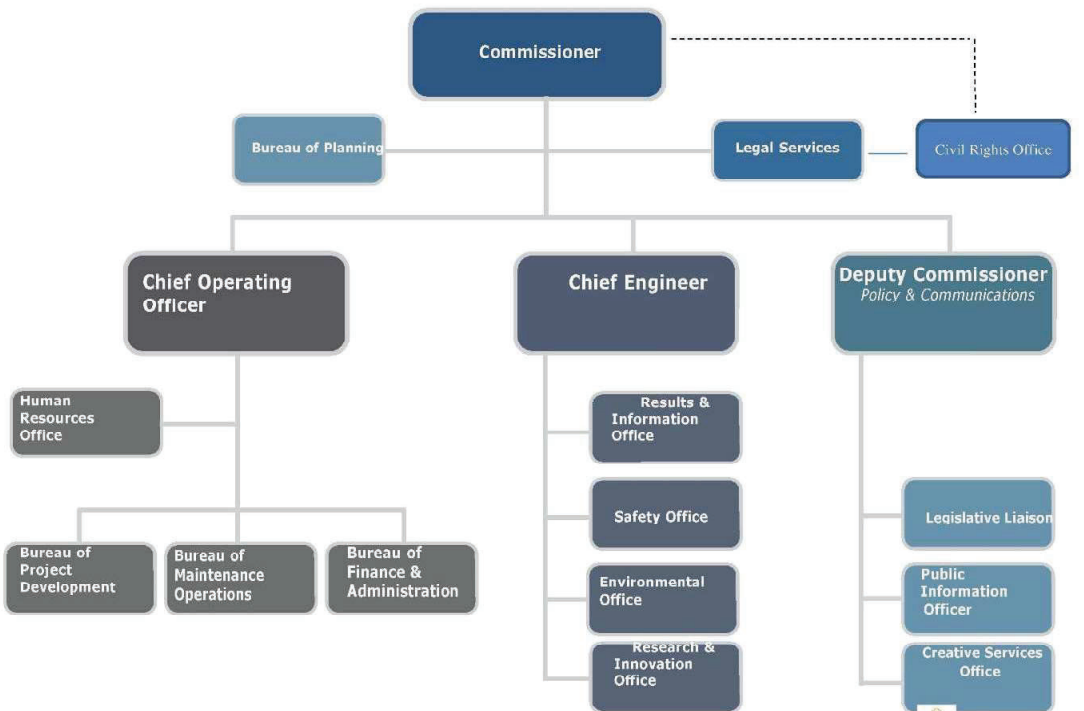 Commissioner
Bureau of Planning
Legal Services
Civil Rights Office
Chief Operating
Officer
Chief Engineer
Deputy Commissioner
Policy & Communications
Human
Resources
Office
Bureau of
Project
Development
Bureau of
Maintenance
Operations
Bureau of
Finance &
Administration
Results &
Information
Office
Safety Office
Environmental
Office
Research &
Innovation
Office
Legislative Liaison
Public
Information
Officer
Creative Services
Office